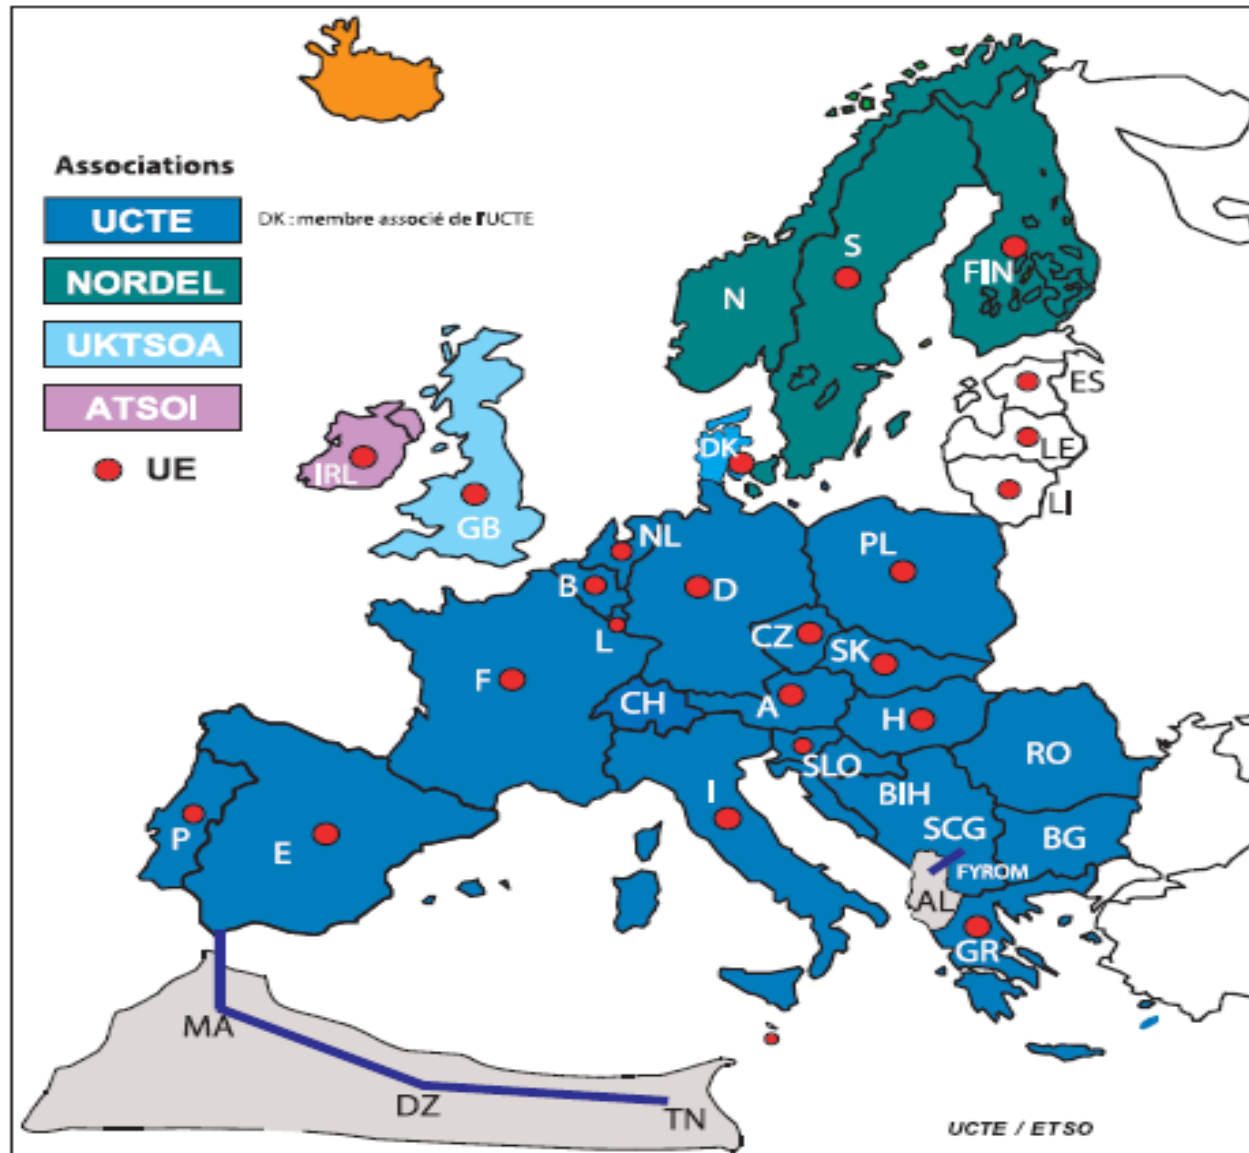 Associations
UCTE
DK : membre associé de l'UCTE
NORDEL
UKTSOA
ATSOI
UE
S
FIN
N
ES
DK
LE
IRL
LI
GB
NL
PL
B
D
CZ
L
SK
F
CH
A
H
SLO
RO
I
BIH
P
E
SCG
BG
FYROM
AL
GR
MA
DZ
TN
UCTE / ETSO